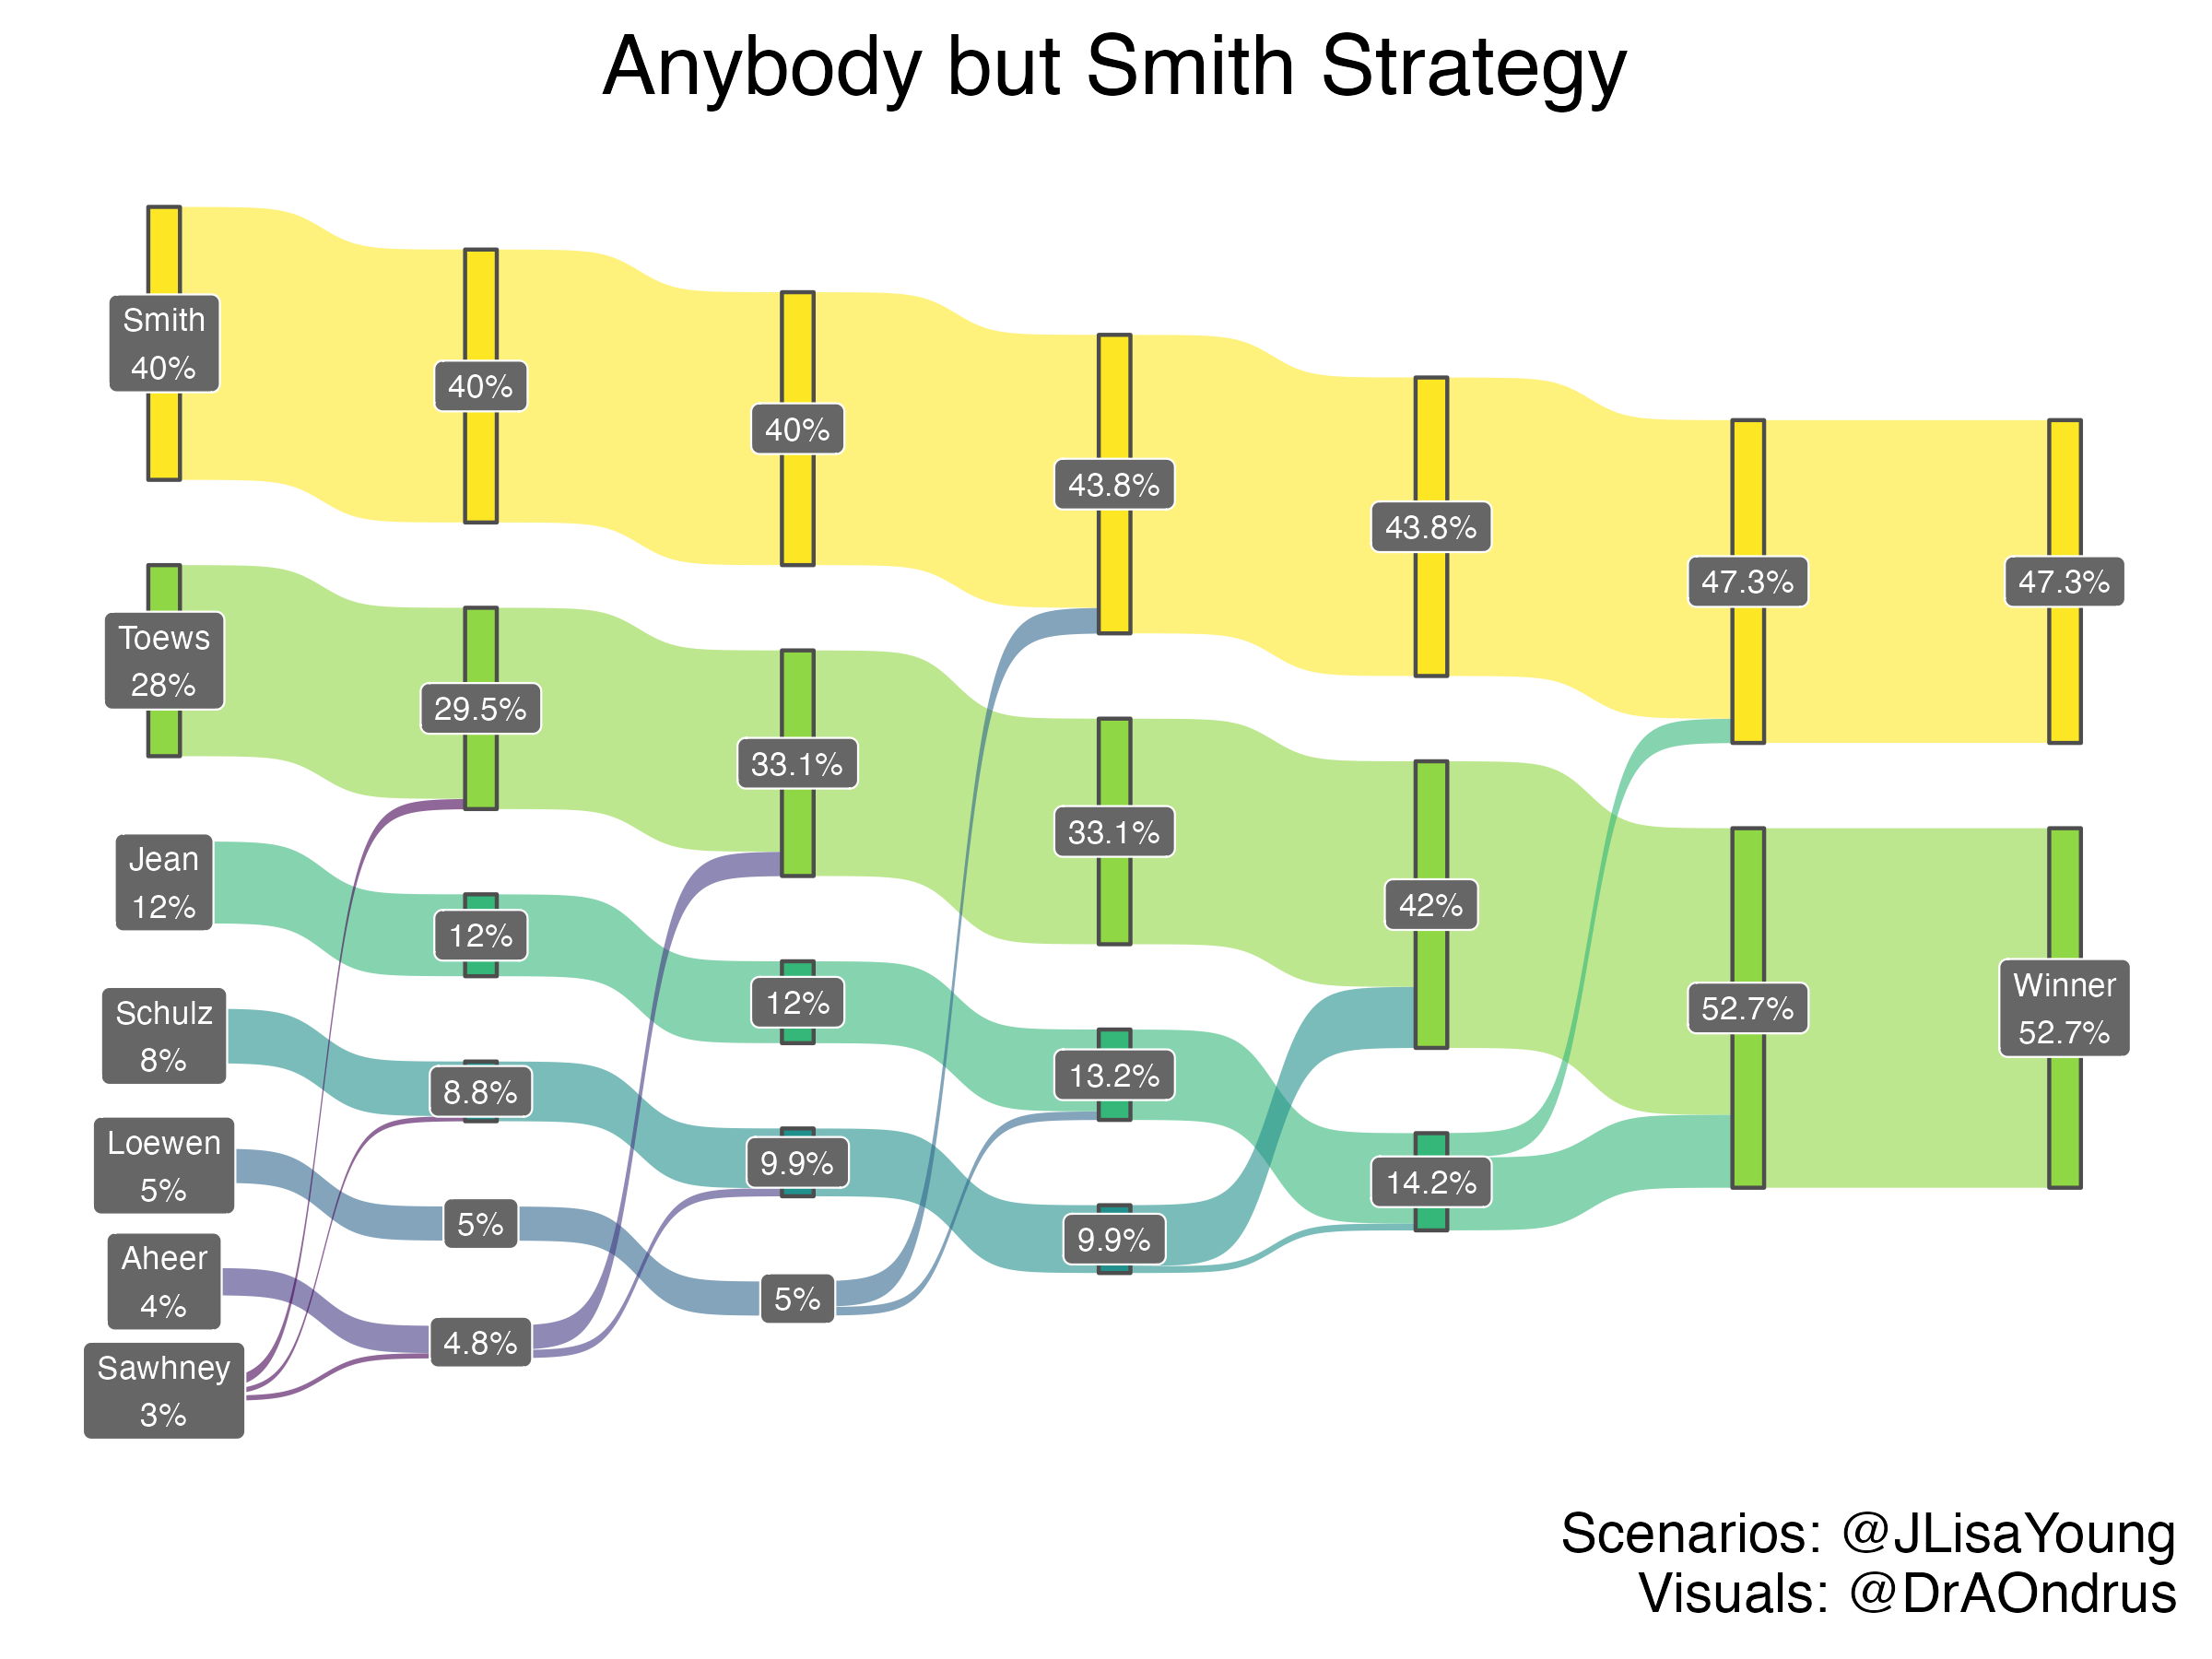 Anybody but Smith Strategy
Smith
40%
40%
40%
43.8%
43.8%
47.3%
47.3%
Toews
28%
29.5%
33.1%
33.1%
42%
52.7%
Winner
52.7%
Jean
12%
12%
12%
13.2%
14.2%
Schulz
8%
8.8%
9.9%
9.9%
Loewen
5%
5%
5%
Aheer
4%
4.8%
Sawhney
3%
Scenarios: @JLisaYoung
Visuals: @DrAOndrus